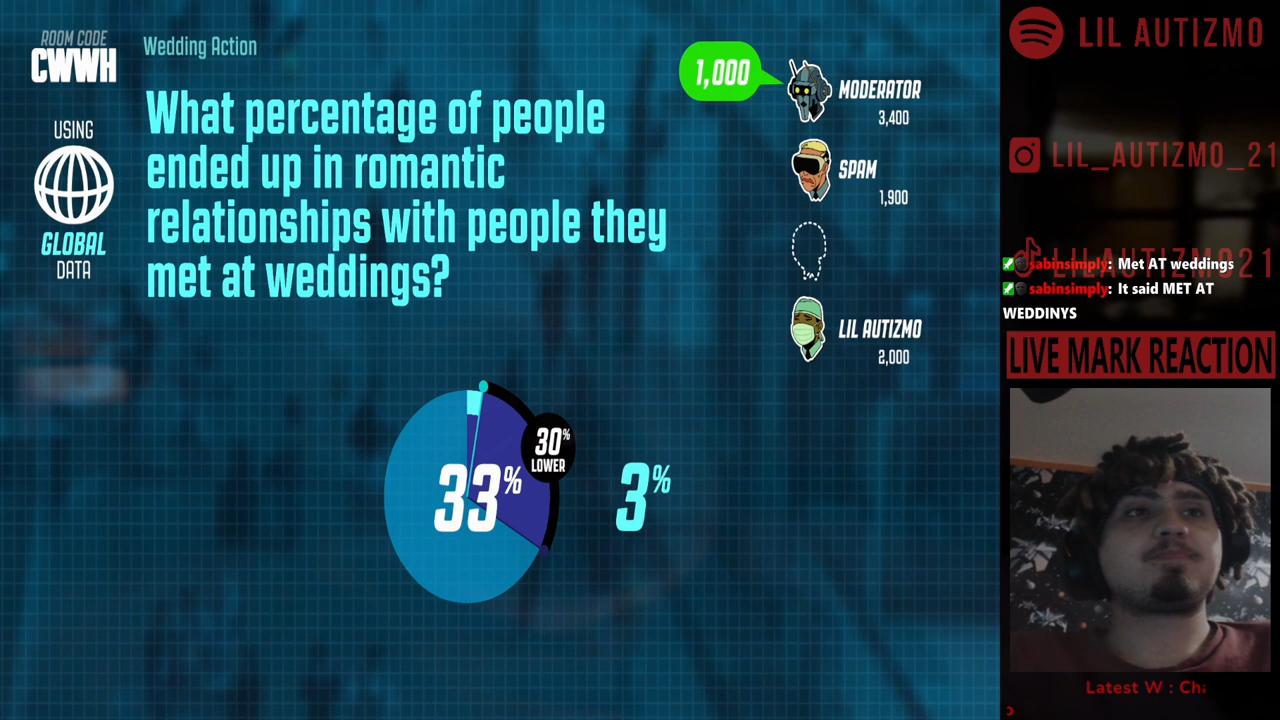 ROOM CODE
CWWH
Wedding Action
What percentage of people
ended up in romantic
relationships with people they
met at weddings?
USING
GLOBAL
DATA
1,000
MODERATOR
3,400
SPAM
1,900
LIL AUTIZMO
2,000
33%
30%
LOWER
3%
LIL AUTIZMO
LIL_AUTIZMO_21
LILAUTIZMO21
sabinsimply: Met AT weddings
sabinsimply: It said MET AT
WEDDINYS
LIVE MARK REACTION
Latest W : Cha